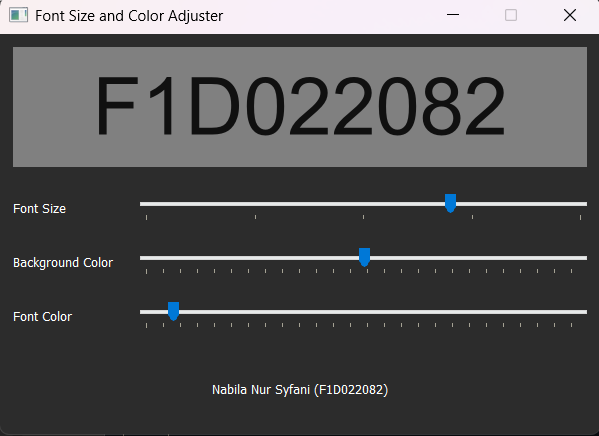 Font Size and Color Adjuster
F1D022082
Font Size
Background Color
Font Color
Nabila Nur Syfani (F1D022082)